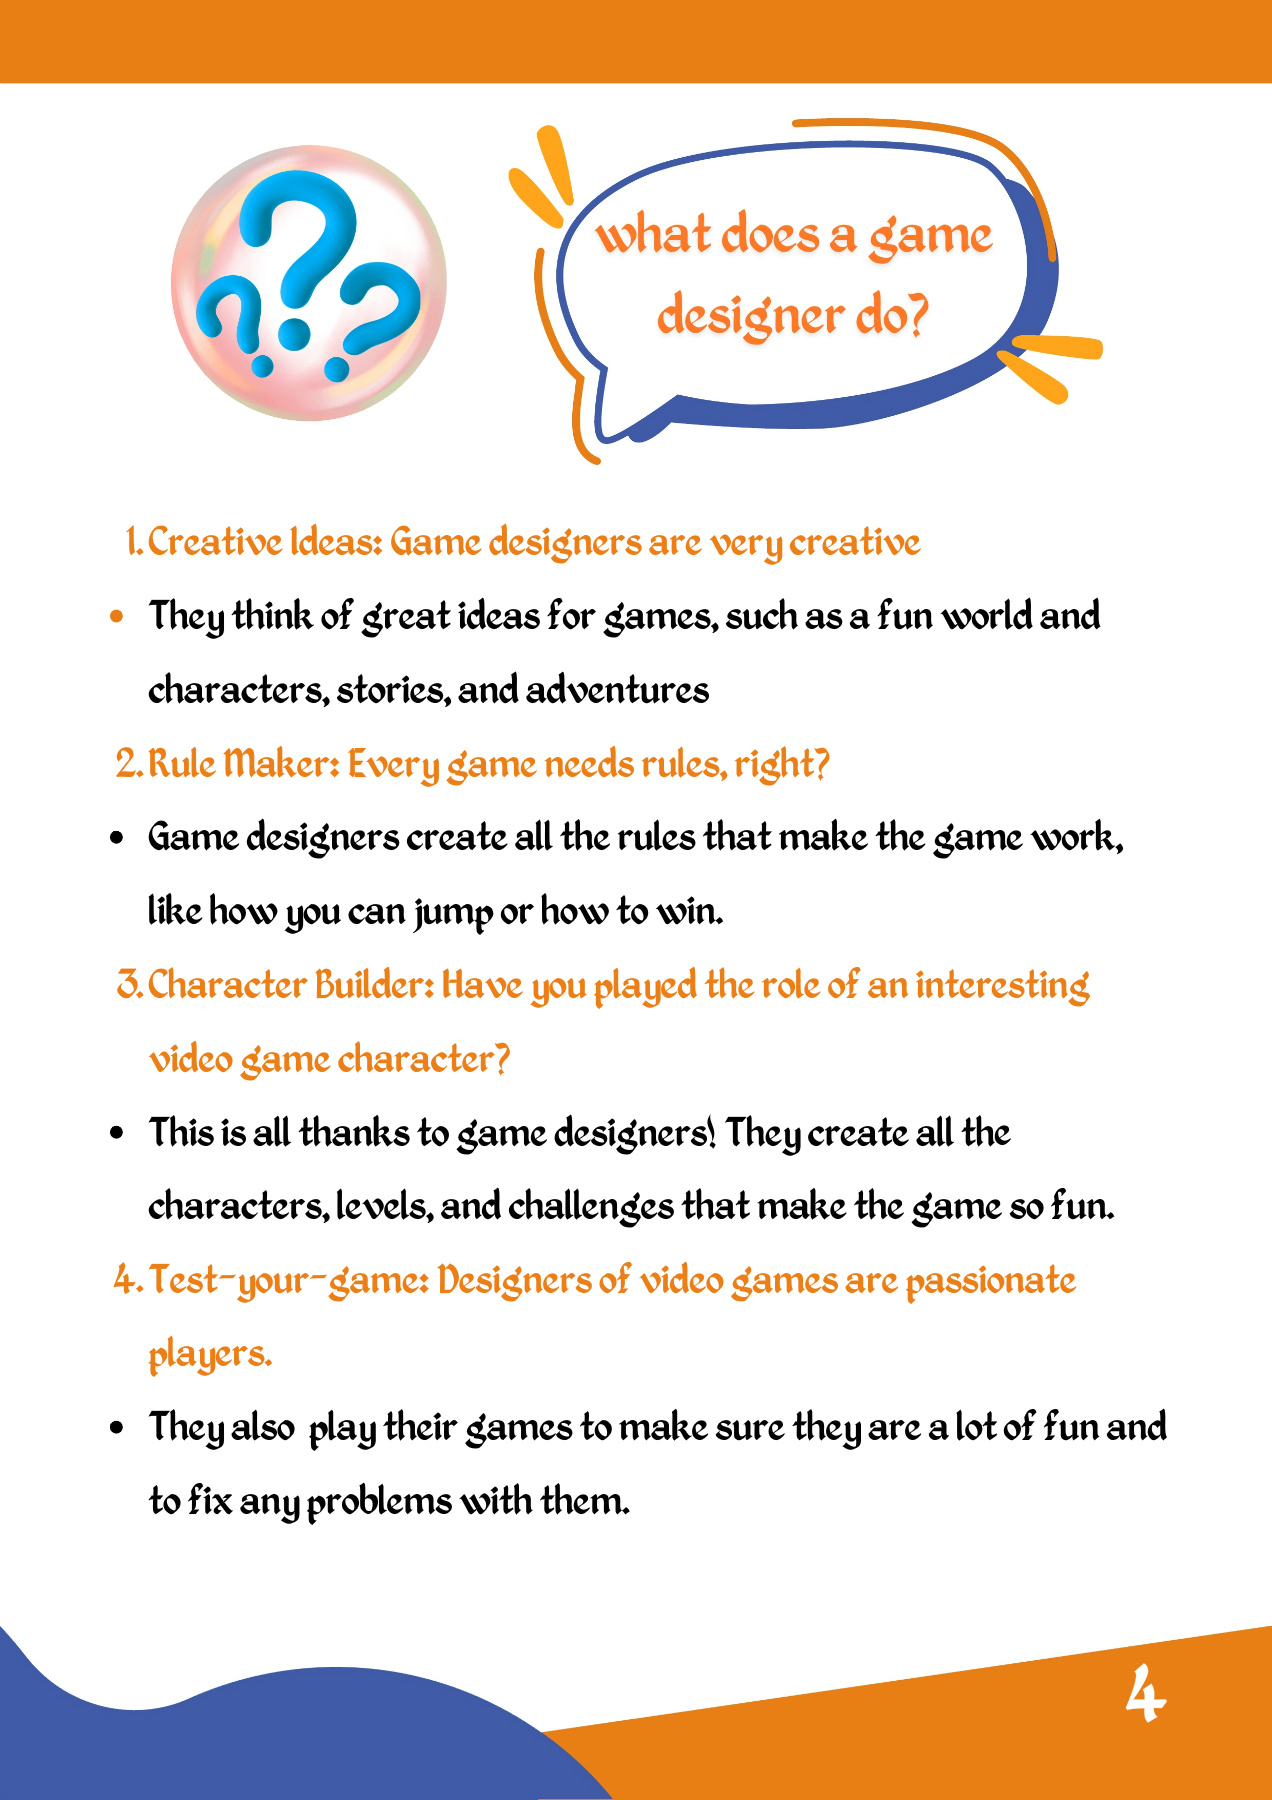 what does a game
designer do?
1. Creative Ideas: Game designers are very creative
• They think of great ideas for games, such as a fun world and
characters, stories, and adventures
2. Rule Maker: Every game needs rules, right?
• Game designers create all the rules that make the game work,
like how you can jump or how to win.
3. Character Builder: Have you played the role of an interesting
video game character?
• This is all thanks to game designers! They create all the
characters, levels, and challenges that make the game so fun.
4. Test-your-game: Designers of video games are passionate
players.
• They also  play their games to make sure they are a lot of fun and
to fix any problems with them.
4